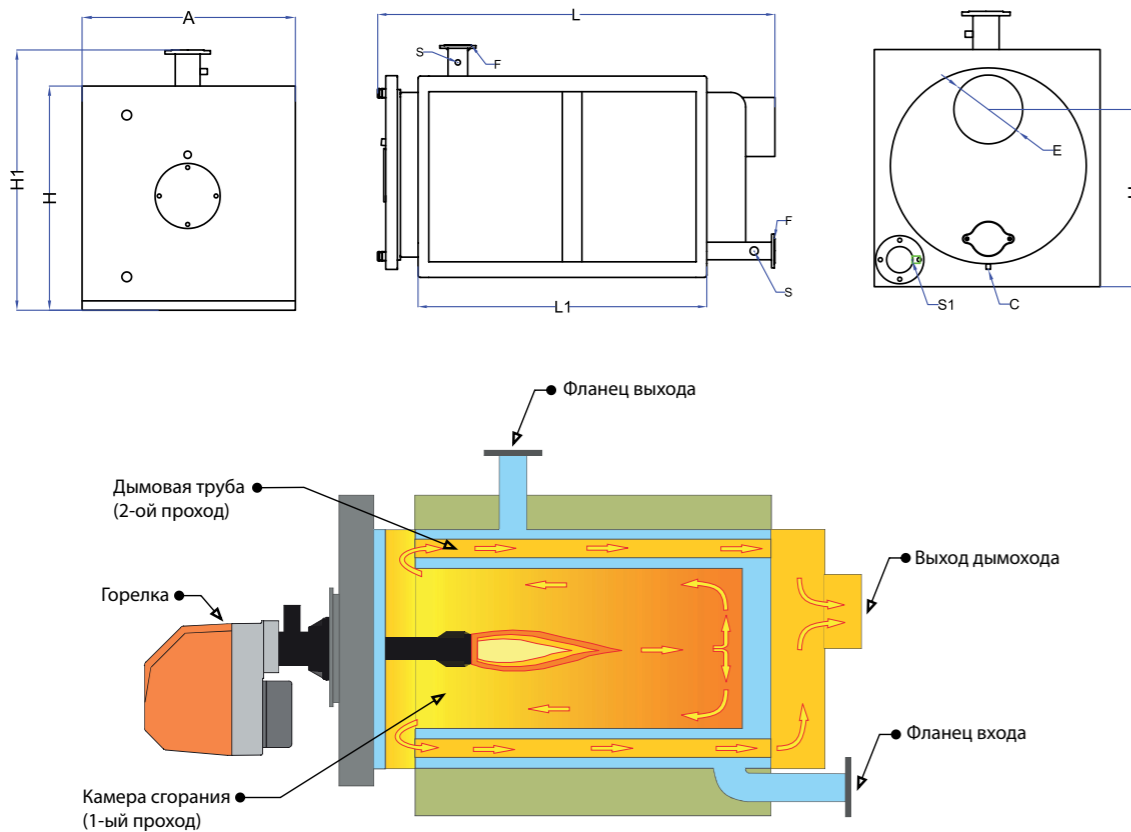 A
H1
H
L
S
F
F
S
L1
E
S1
C
Фланец выхода
Дымовая труба
(2-ой проход)
Выход дымохода
Горелка
Фланец входа
Камера сгорания
(1-ый проход)